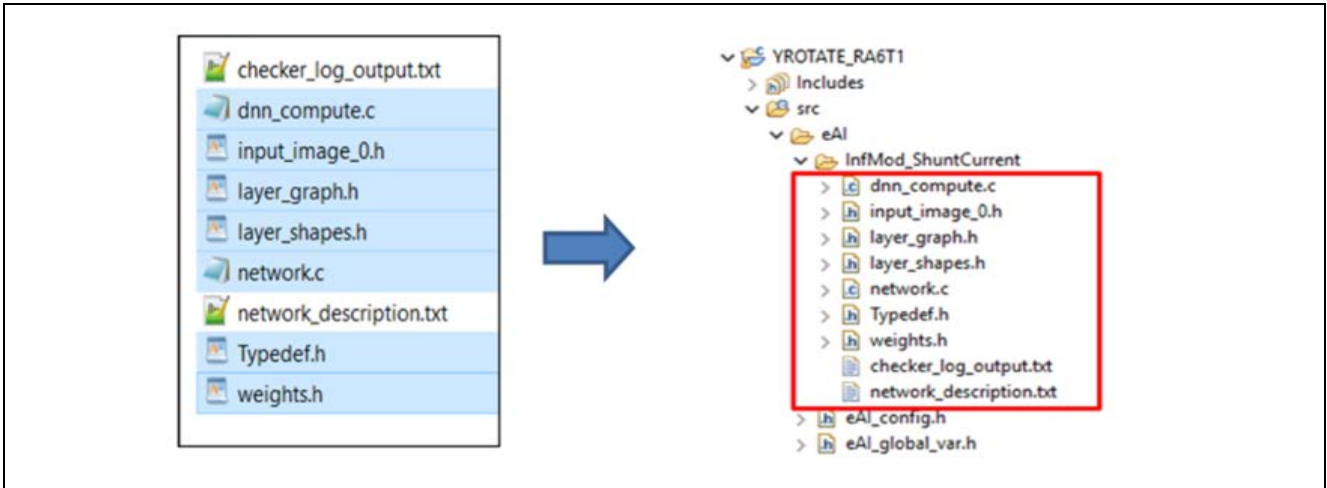 checker_log_output.txt
dnn_compute.c
input_image_0.h
layer_graph.h
layer_shapes.h
network.c
network_description.txt
Typedef.h
weights.h
YROTATE_RA6T1
Includes
src
eAI
InfMod_ShuntCurrent
dnn_compute.c
input_image_0.h
layer_graph.h
layer_shapes.h
network.c
Typedef.h
weights.h
checker_log_output.txt
network_description.txt
eAI_config.h
eAI_global_var.h